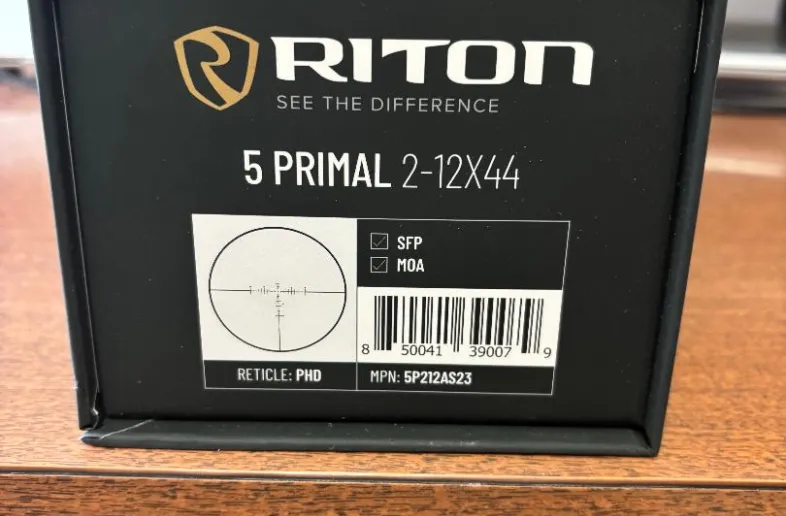 RITON
SEE THE DIFFERENCE
5 PRIMAL 2-12X44
SFP
MOA
8 50041 39007 9
RETICLE: PHD
MPN: 5P212AS23